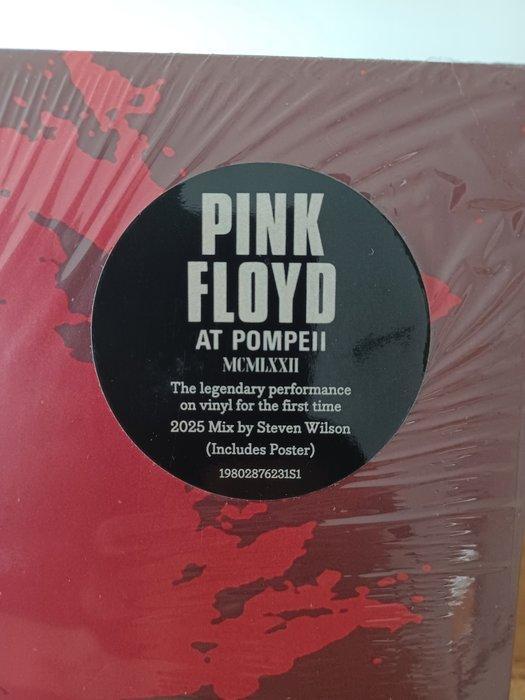 PINK
FLOYD
AT POMPEII
MCMLXXII
The legendary performance
on vinyl for the first time
2025 Mix by Steven Wilson
(Includes Poster)
19802876231S1